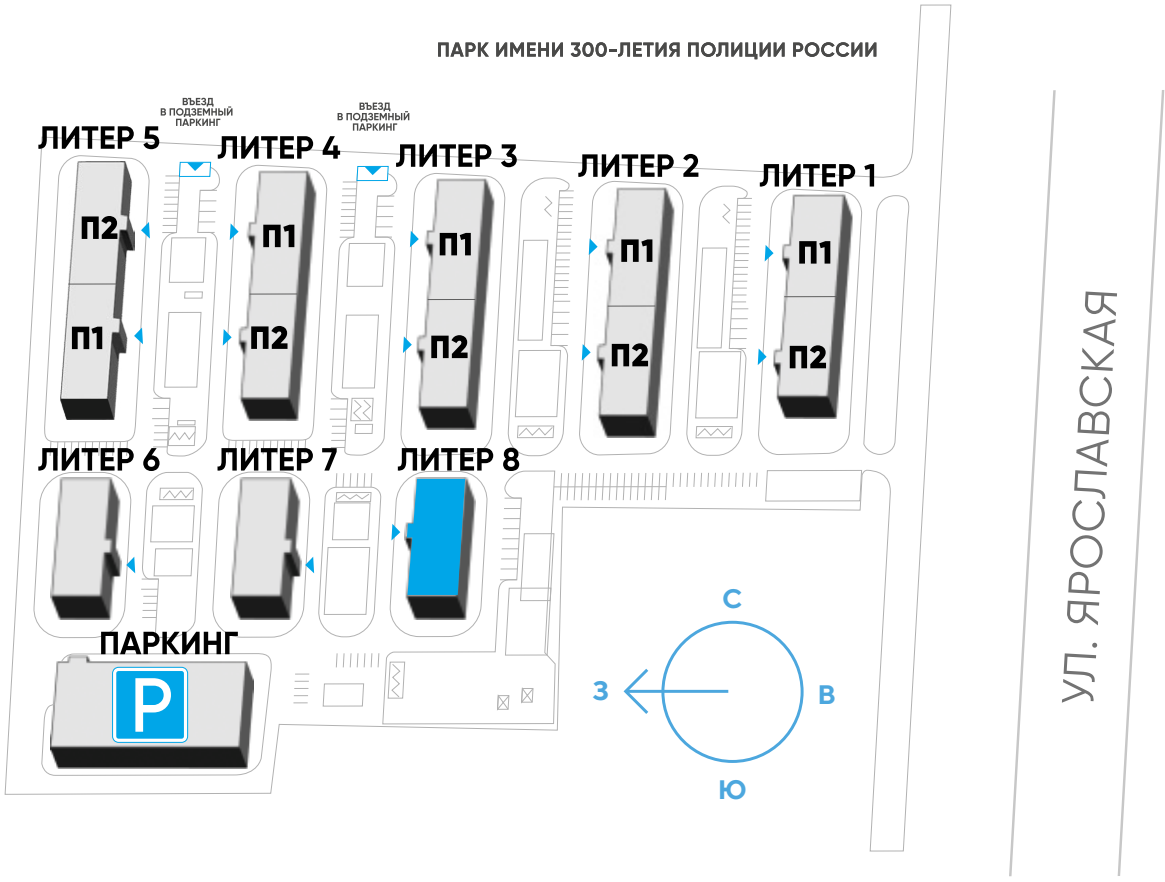 ПАРК ИМЕНИ 300-ЛЕТИЯ ПОЛИЦИИ РОССИИ
ВЪЕЗД
В ПОДЗЕМНЫЙ
ПАРКИНГ
ВЪЕЗД
В ПОДЗЕМНЫЙ
ПАРКИНГ
ЛИТЕР 5
ЛИТЕР 4
ЛИТЕР 3
ЛИТЕР 2
ЛИТЕР 1
П2
П1
П1
П1
П1
П1
П2
П2
П2
П2
УЛ. ЯРОСЛАВСКАЯ
ЛИТЕР 6
ЛИТЕР 7
ЛИТЕР 8
ПАРКИНГ
P
С
З
В
Ю